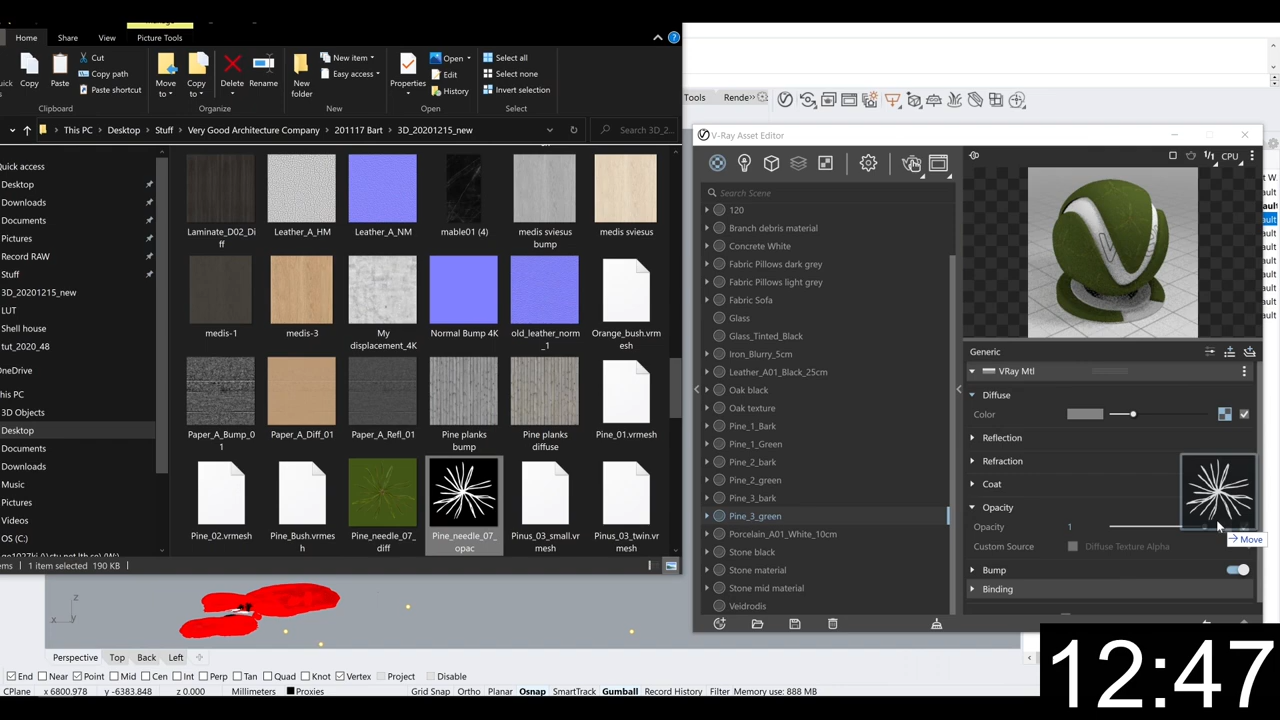 Home Share View Picture Tools
Copy Paste Cut
Copy path
Paste shortcut
Move to
Copy to
Delete Rename
New folder
New item
Easy access
Properties
Open
Edit
History
Select all
Select none
Invert selection
Clipboard Organize New Open Select
This PC Desktop Stuff Very Good Architecture Company 201117 Bart 3D_20201215_new
Search 3D_2...
Quick access
Desktop
Downloads
Documents
Pictures
Record RAW
Stuff
3D_20201215_new
LUT
Shell house
tut_2020_48
OneDrive
This PC
3D Objects
Desktop
Documents
Downloads
Music
Pictures
Videos
OS (C:)
Laminate_D02_Diff
Leather_A_HM
Leather_A_NM
mable01 (4)
medis sviesus bump
medis sviesus
medis-1
medis-3
My displacement_4K
Normal Bump 4K
old_leather_norm_1
Orange_bush.vrmesh
Paper_A_Bump_01
Paper_A_Diff_01
Paper_A_Refl_01
Pine planks bump
Pine planks diffuse
Pine_01.vrmesh
Pine_02.vrmesh
Pine_Bush.vrmesh
Pine_needle_07_diff
Pine_needle_07_opac
Pinus_03_small.vrmesh
Pinus_03_twin.vrmesh
1 item selected 190 KB
Tools Rende
V-Ray Asset Editor
1/1 CPU
Search Scene
120
Branch debris material
Concrete White
Fabric Pillows dark grey
Fabric Pillows light grey
Fabric Sofa
Glass
Glass_Tinted_Black
Iron_Blurry_5cm
Leather_A01_Black_25cm
Oak black
Oak texture
Pine_1_Bark
Pine_1_Green
Pine_2_bark
Pine_2_green
Pine_3_bark
Pine_3_green
Porcelain_A01_White_10cm
Stone black
Stone material
Stone mid material
Veidrodis
Generic
VRay Mtl
Diffuse
Color
Reflection
Refraction
Coat
Opacity
Opacity 1
Move
Custom Source Diffuse Texture Alpha
Bump
Binding
z
x y
Perspective Top Back Left
End Near Point Mid Cen Int Perp Tan Quad Knot Vertex Project Disable
CPlane x 6800.978 y -6383.848 z 0.000 Millimeters Proxies Grid Snap Ortho Planar Osnap SmartTrack Gumball Record History Filter Memory use: 888 MB
12:47